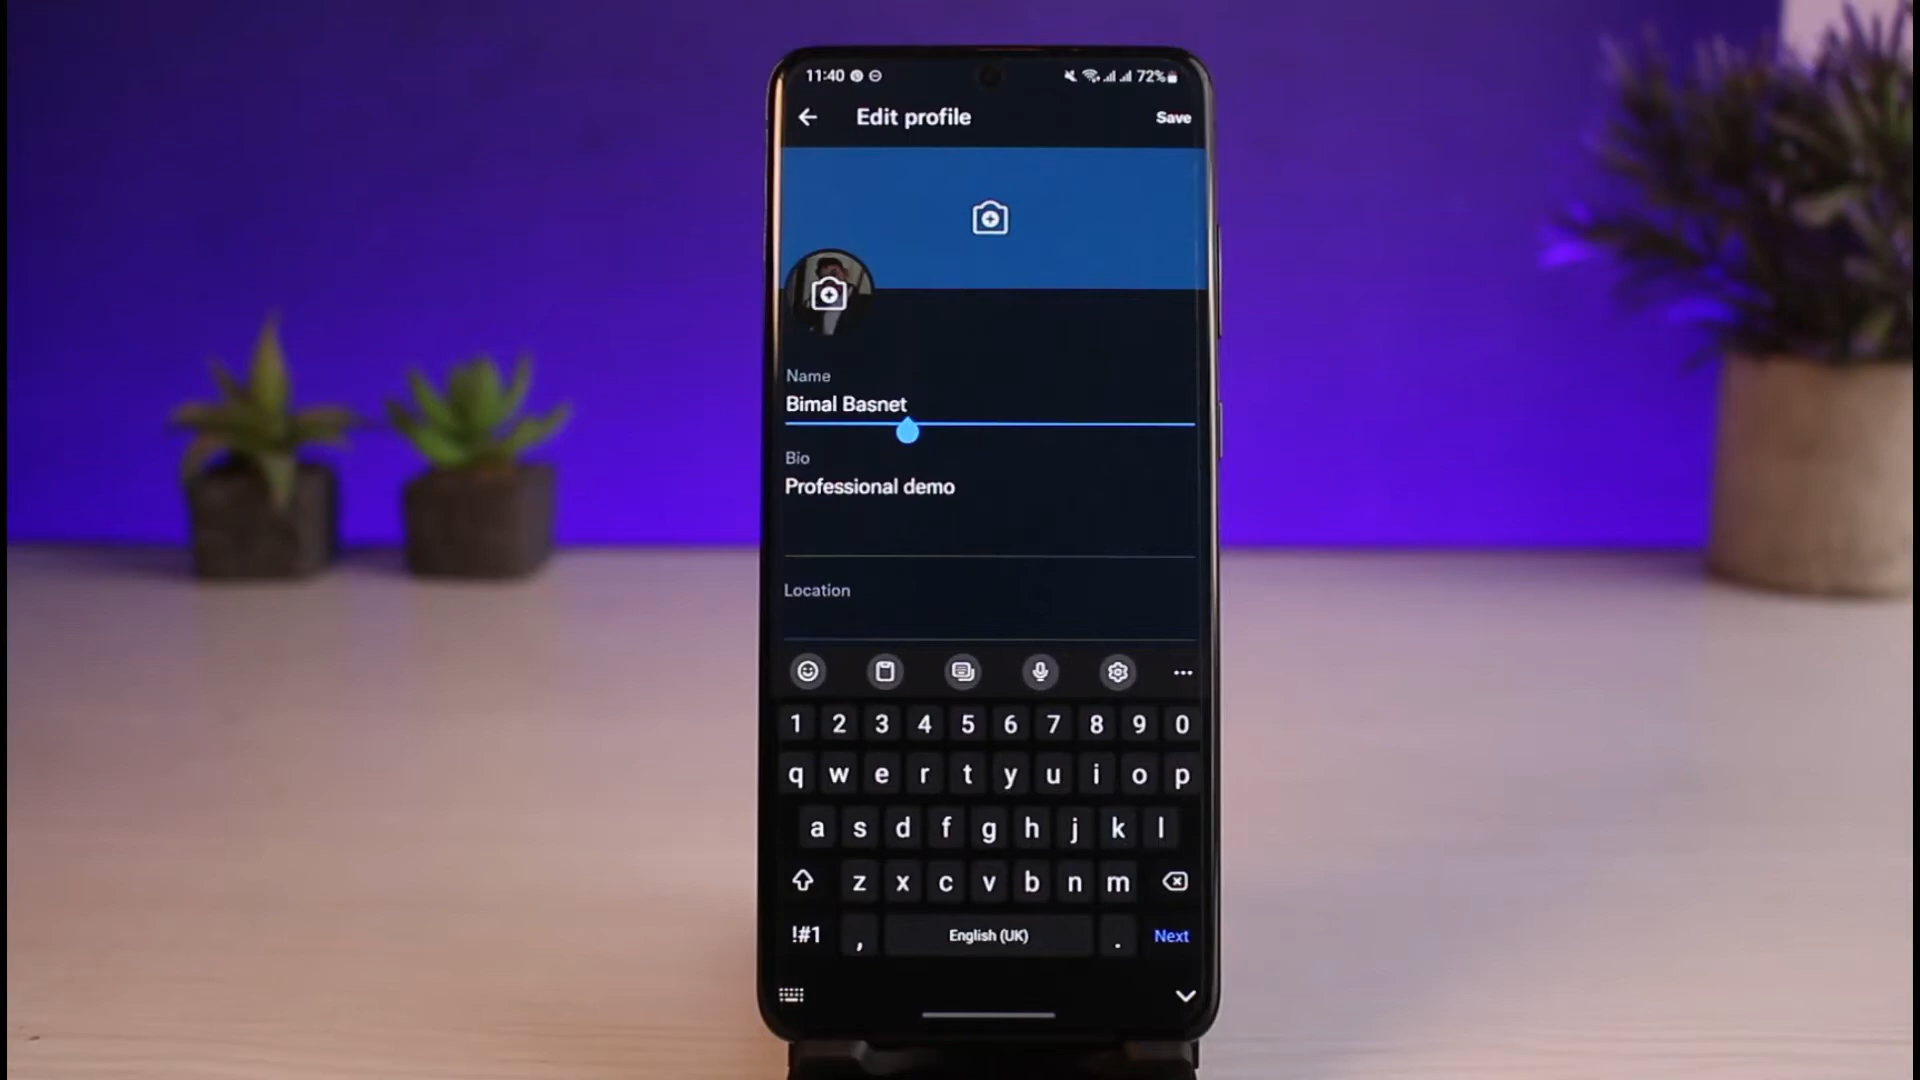 11:40 72%
Edit profile Save
Name
Bimal Basnet
Bio
Professional demo
Location
1 2 3 4 5 6 7 8 9 0
q w e r t y u i o p
a s d f g h j k l
z x c v b n m
!#1 , English (UK) . Next